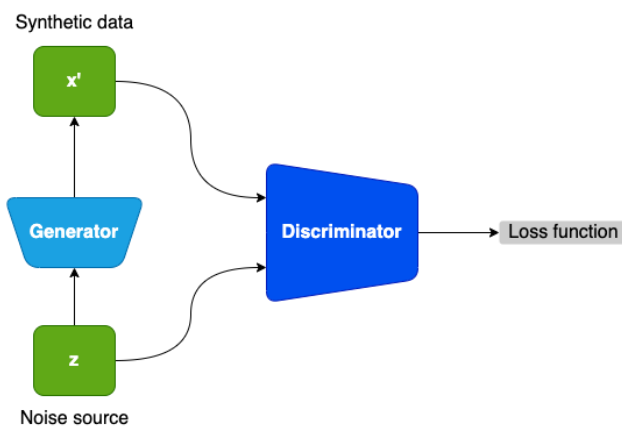 Synthetic data
x'
Generator
Discriminator
Loss function
z
Noise source